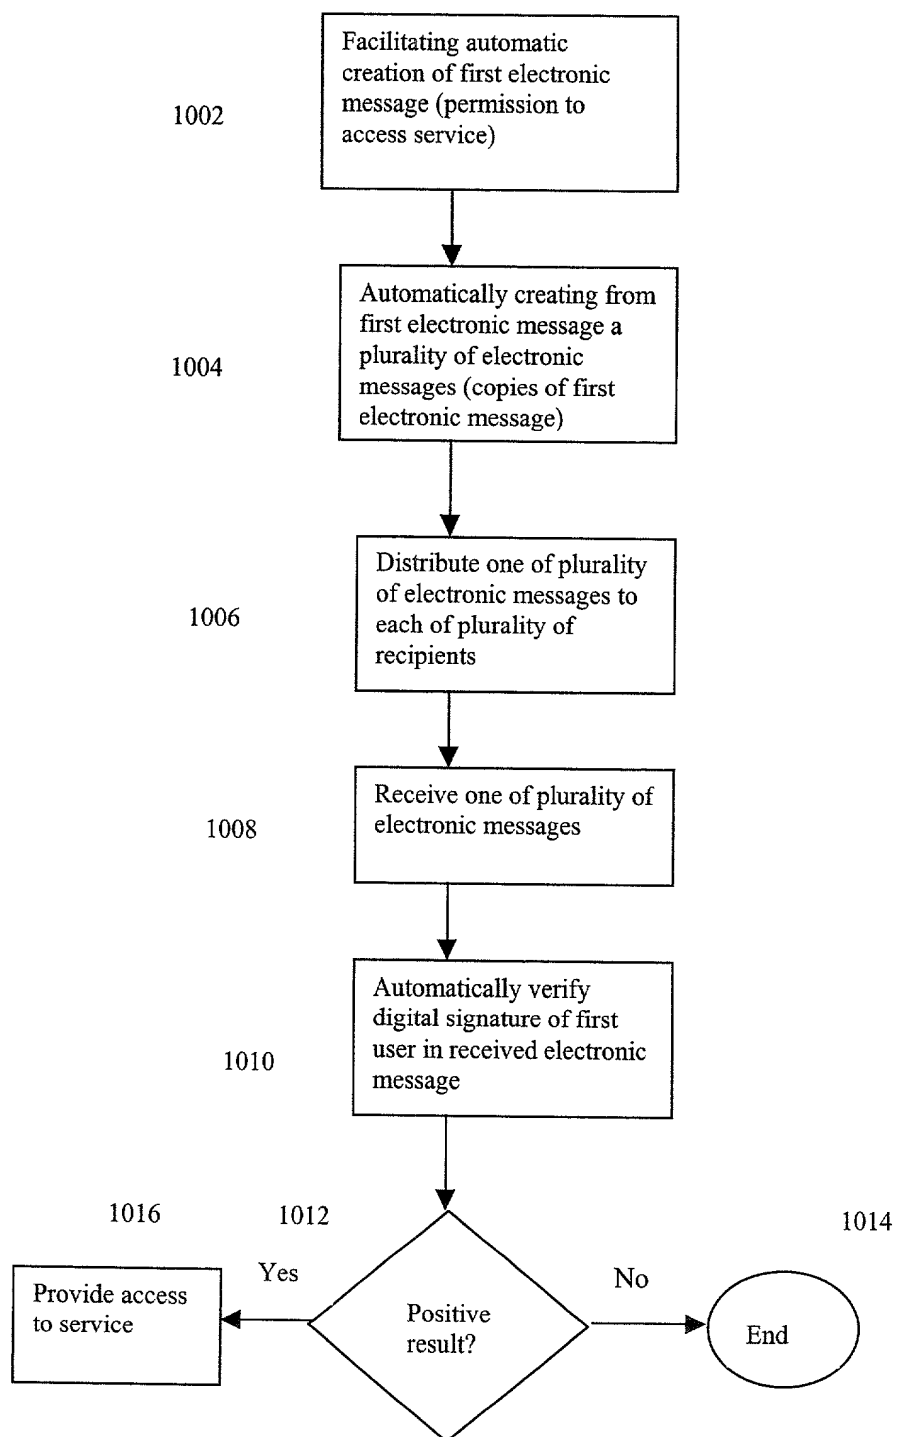 Facilitating automatic
creation of first electronic
message (permission to
access service)
1002
Automatically creating from
first electronic message a
plurality of electronic
messages (copies of first
electronic message)
1004
Distribute one of plurality
of electronic messages to
each of plurality of
recipients
1006
Receive one of plurality of
electronic messages
1008
Automatically verify
digital signature of first
user in received electronic
message
1010
1016
1012
1014
Yes
No
Provide access
to service
Positive
result?
End